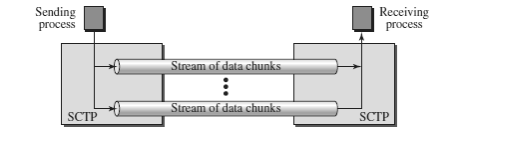 Sending
process
Receiving
process
Stream of data chunks
Stream of data chunks
SCTP
SCTP